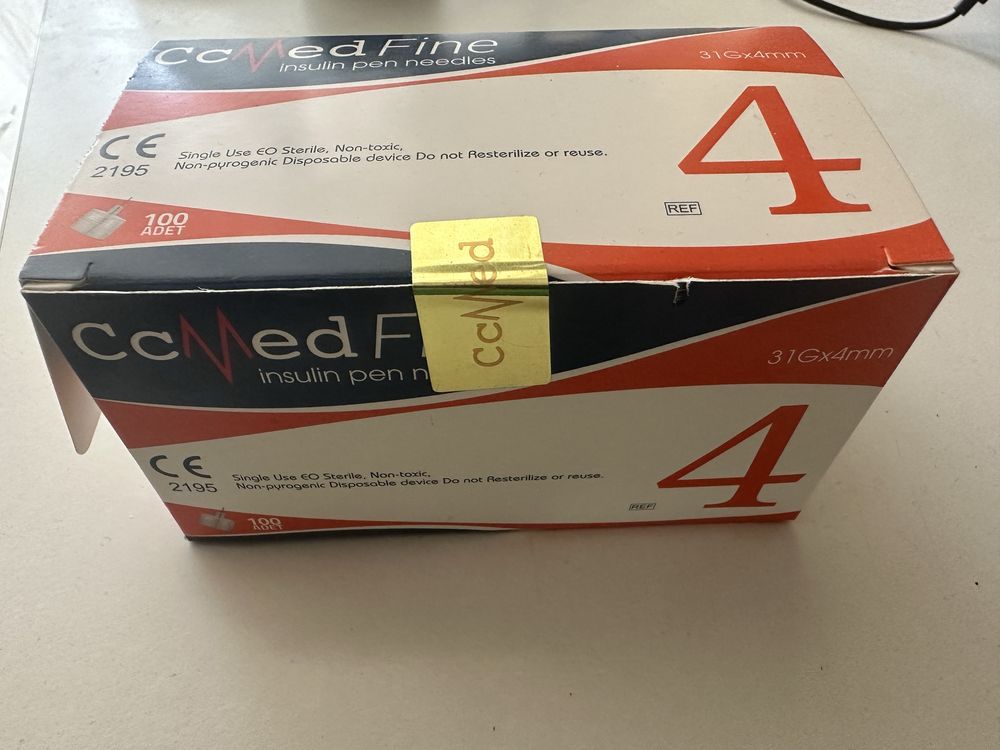 CcMed Fine
insulin pen needles
31Gx4mm
4
CE
2195
Single Use EO Sterile, Non-toxic,
Non-pyrogenic Disposable device Do not Resterilize or reuse.
REF
100
ADET
ccMed
CcMed Fi
insulin pen n
31Gx4mm
4
CE
2195
Single Use EO Sterile, Non-toxic,
Non-pyrogenic Disposable device Do not Resterilize or reuse.
REF
100
ADET